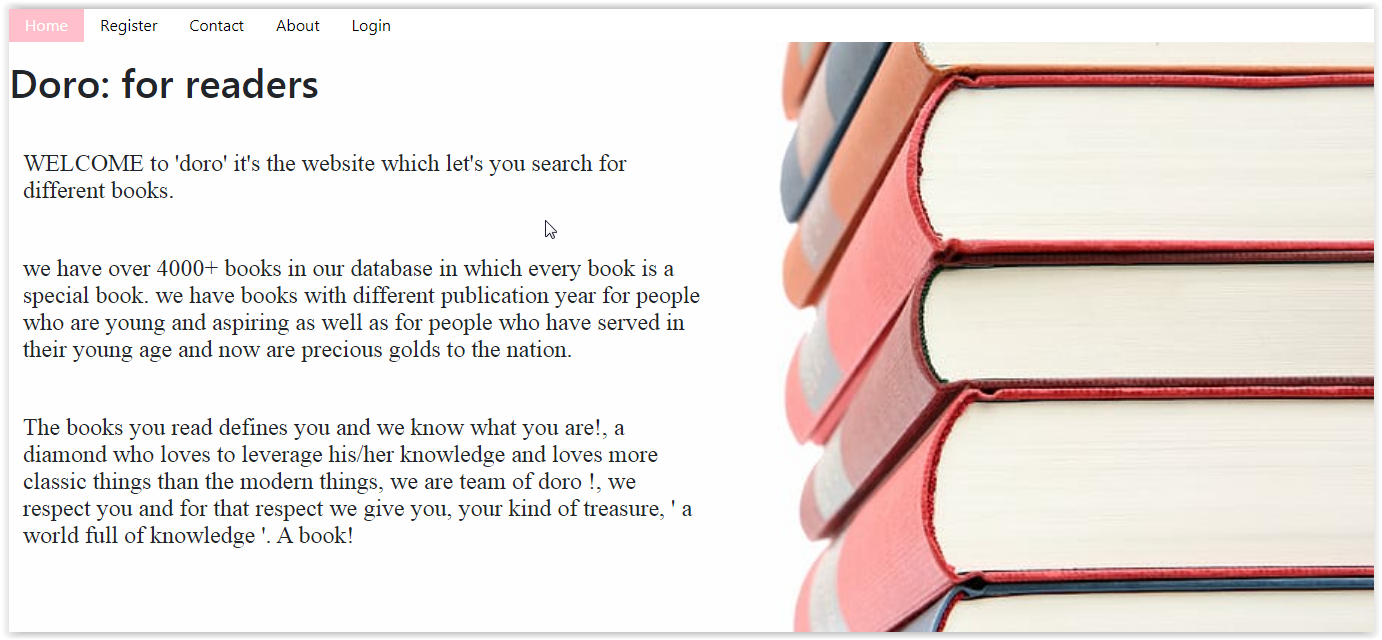 Home Register Contact About Login
Doro: for readers
WELCOME to 'doro' it's the website which let's you search for
different books.
we have over 4000+ books in our database in which every book is a
special book. we have books with different publication year for people
who are young and aspiring as well as for people who have served in
their young age and now are precious golds to the nation.
The books you read defines you and we know what you are!, a
diamond who loves to leverage his/her knowledge and loves more
classic things than the modern things, we are team of doro !, we
respect you and for that respect we give you, your kind of treasure, ' a
world full of knowledge '. A book!